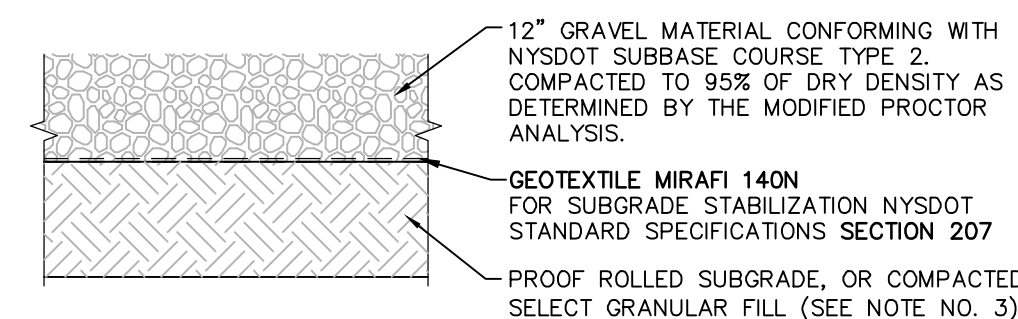 12" GRAVEL MATERIAL CONFORMING WITH
NYSDOT SUBBASE COURSE TYPE 2.
COMPACTED TO 95% OF DRY DENSITY AS
DETERMINED BY THE MODIFIED PROCTOR
ANALYSIS.
GEOTEXTILE MIRAFI 140N
FOR SUBGRADE STABILIZATION NYSDOT
STANDARD SPECIFICATIONS SECTION 207
PROOF ROLLED SUBGRADE, OR COMPACTED
SELECT GRANULAR FILL (SEE NOTE NO. 3)